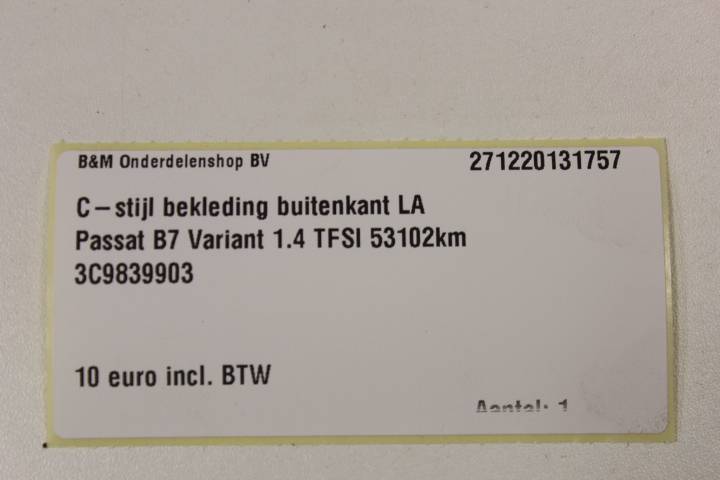 B&M Onderdelenshop BV 271220131757
C-stijl bekleding buitenkant LA
Passat B7 Variant 1.4 TFSI 53102km
3C9839903
10 euro incl. BTW
Aantal: 1